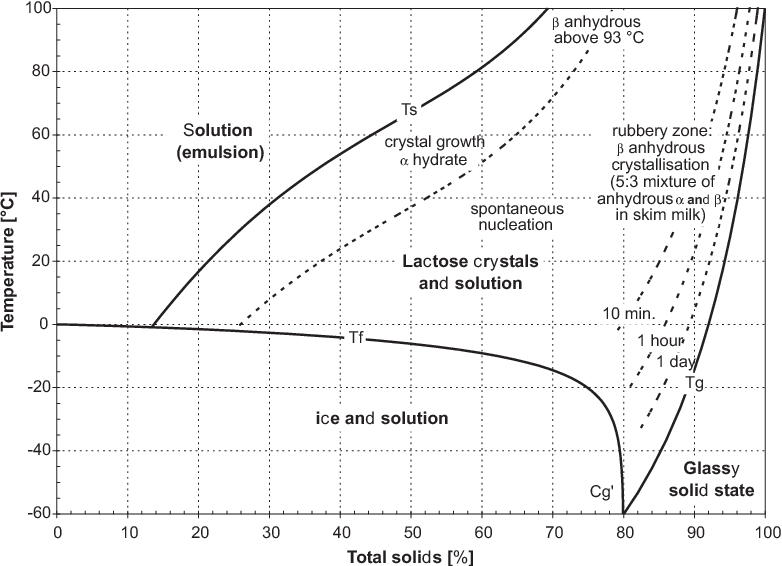 100
80
60
40
20
0
-20
-40
-60
Temperature [°C]
0
10
20
30
40
50
60
70
80
90
100
Total solids [%]
Solution
(emulsion)
Ts
crystal growth
α hydrate
β anhydrous
above 93 °C
spontaneous
nucleation
Lactose crystals
and solution
rubbery zone:
β anhydrous
crystallisation
(5:3 mixture of
anhydrous α and β
in skim milk)
10 min.
1 hour
1 day
Tf
Tg
ice and solution
Cg'
Glassy
solid state